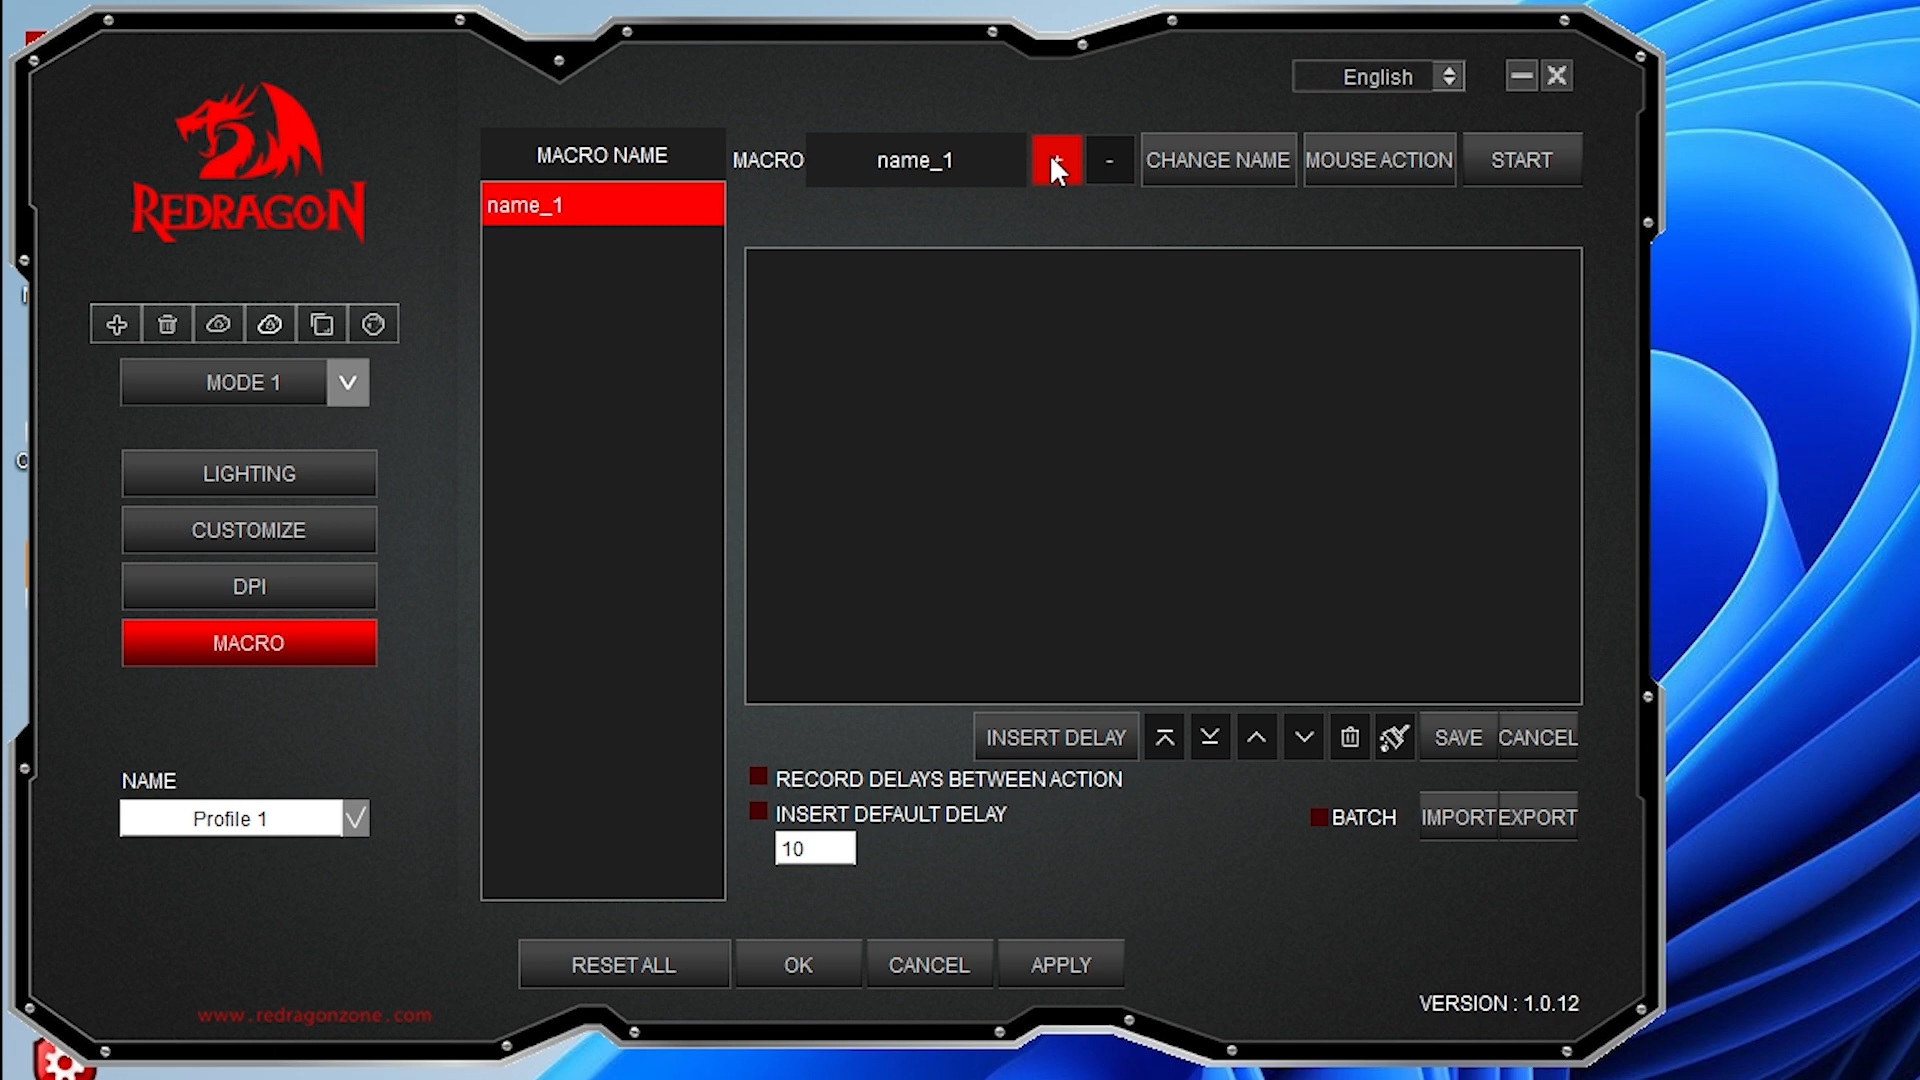 REDRAGON
MODE 1
LIGHTING
CUSTOMIZE
DPI
MACRO
NAME
Profile 1
www.redragonzone.com
English
MACRO NAME
name_1
MACRO
name_1
-
CHANGE NAME
MOUSE ACTION
START
INSERT DELAY
SAVE
CANCEL
RECORD DELAYS BETWEEN ACTION
INSERT DEFAULT DELAY
10
BATCH
IMPORT
EXPORT
RESET ALL
OK
CANCEL
APPLY
VERSION : 1.0.12